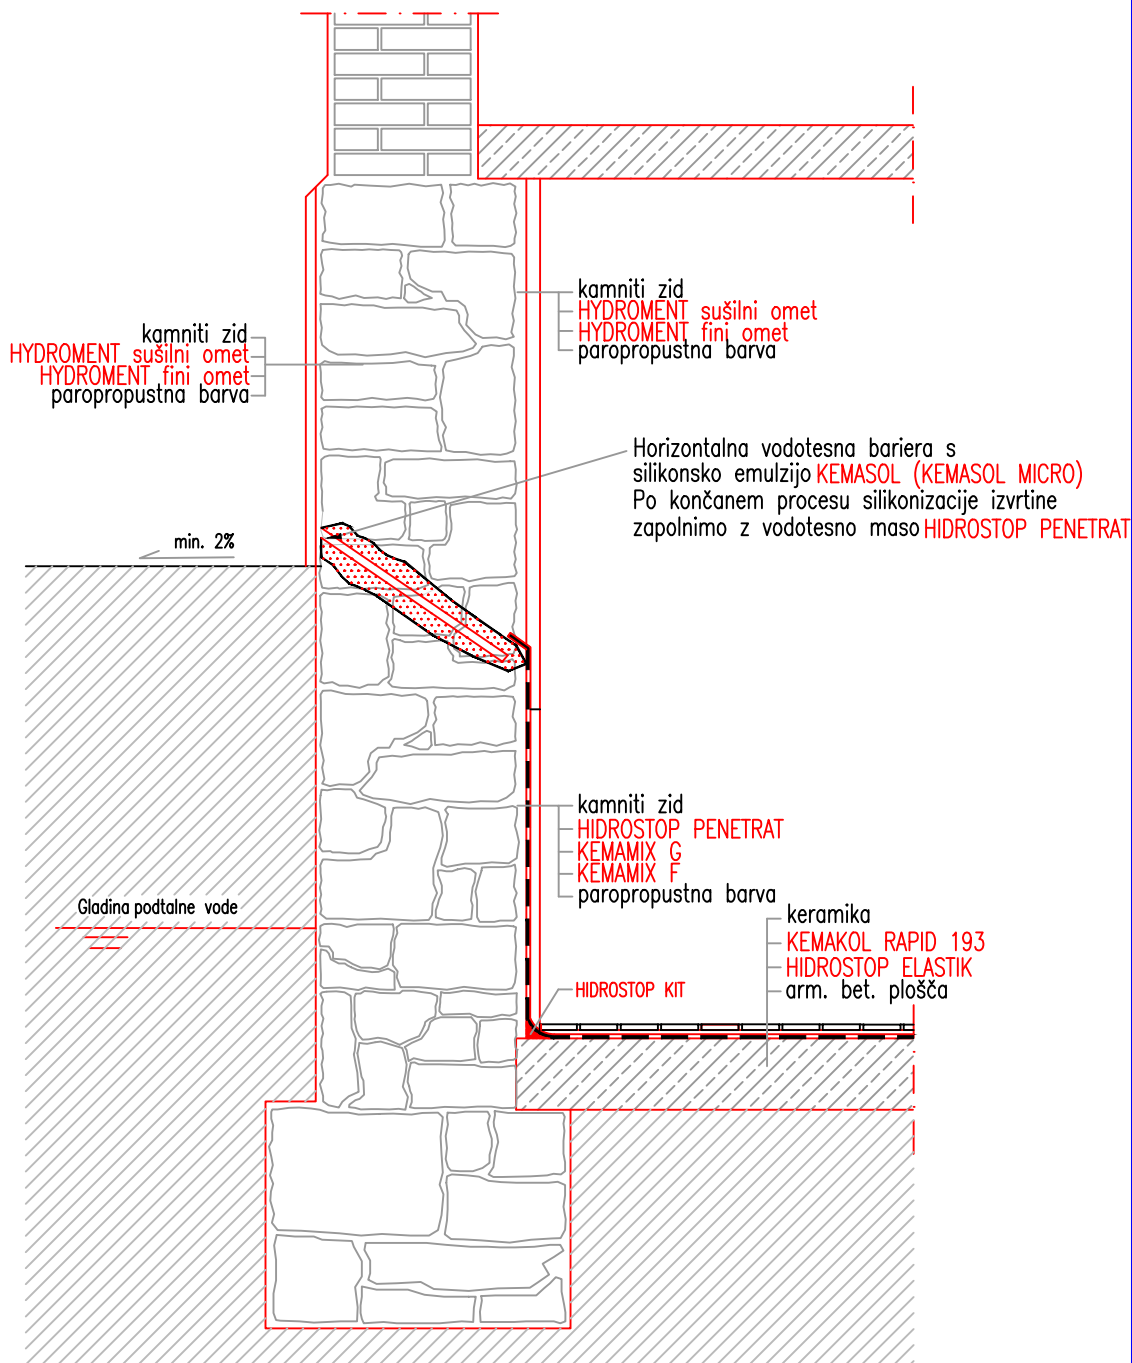 kamniti zid
HYDROMENT sušilni omet
HYDROMENT fini omet
paropropustna barva
kamniti zid
HYDROMENT sušilni omet
HYDROMENT fini omet
paropropustna barva
Horizontalna vodotesna bariera s
silikonsko emulzijo KEMASOL (KEMASOL MICRO)
Po končanem procesu silikonizacije izvrtine
zapolnimo z vodotesno maso HIDROSTOP PENETRAT
min. 2%
kamniti zid
HIDROSTOP PENETRAT
KEMAMIX G
KEMAMIX F
paropropustna barva
Gladina podtalne vode
keramika
KEMAKOL RAPID 193
HIDROSTOP ELASTIK
arm. bet. plošča
HIDROSTOP KIT